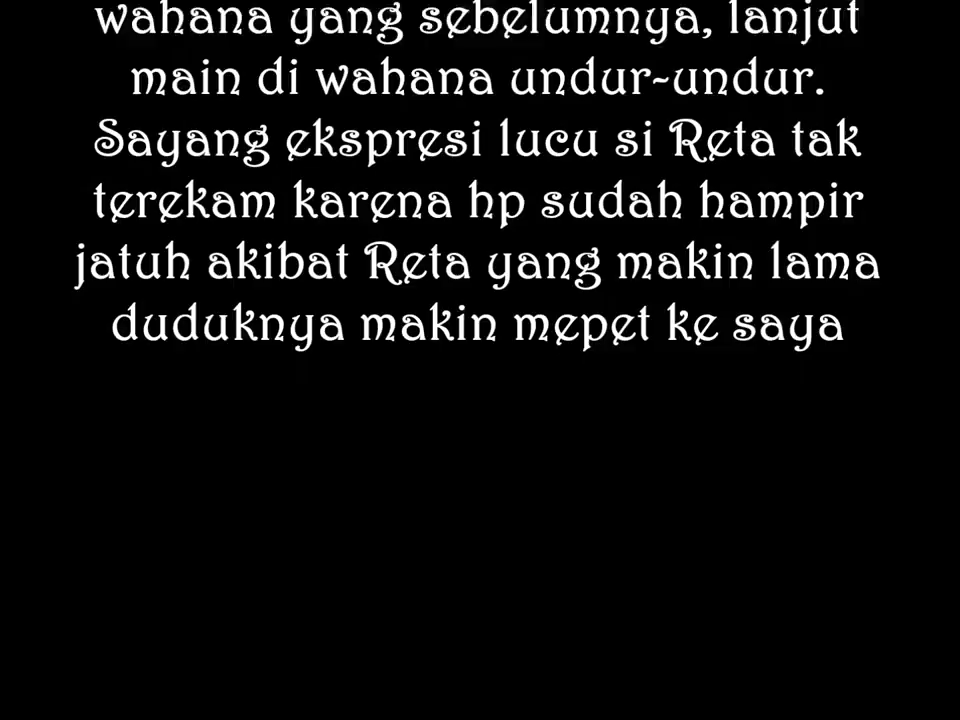 wahana yang sebelumnya, lanjut
main di wahana undur-undur.
Sayang ekspresi lucu si Reta tak
terekam karena hp sudah hampir
jatuh akibat Reta yang makin lama
duduknya makin mepet ke saya